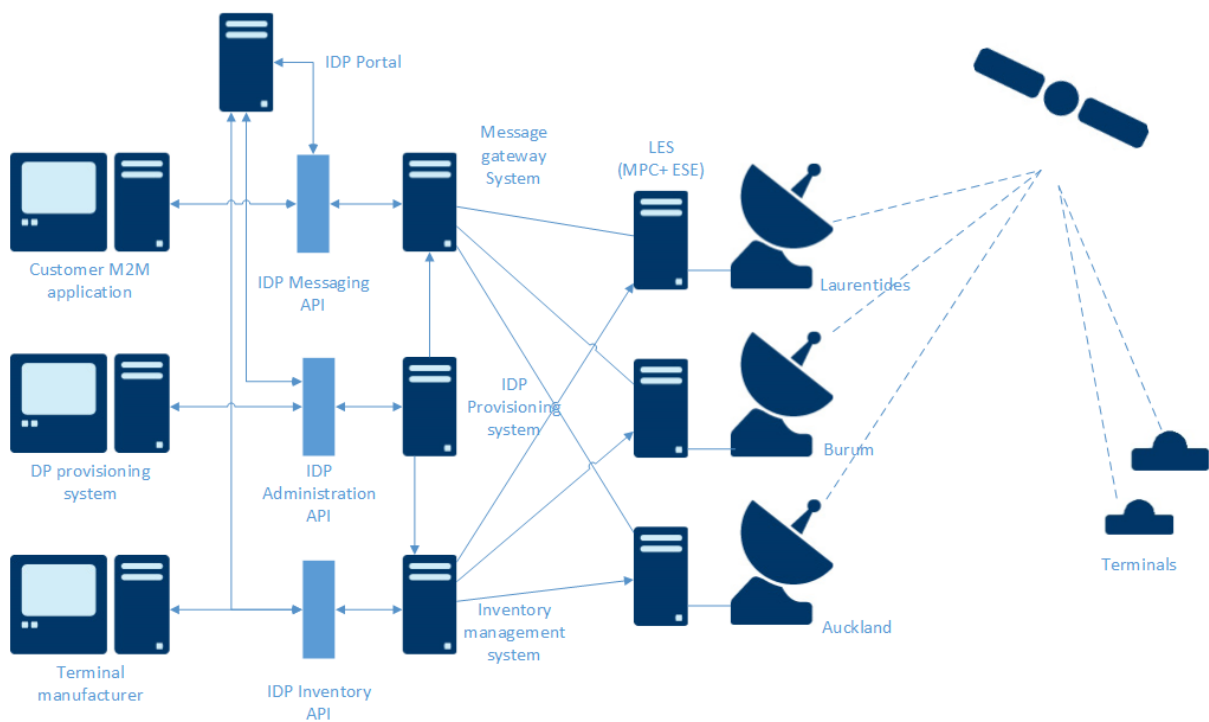 IDP Portal
Message
gateway
System
LES
(MPC+ ESE)
Customer M2M
application
IDP Messaging
API
Laurentides
IDP
Provisioning
system
DP provisioning
system
IDP
Administration
API
Burum
Terminals
Inventory
management
system
Auckland
Terminal
manufacturer
IDP Inventory
API